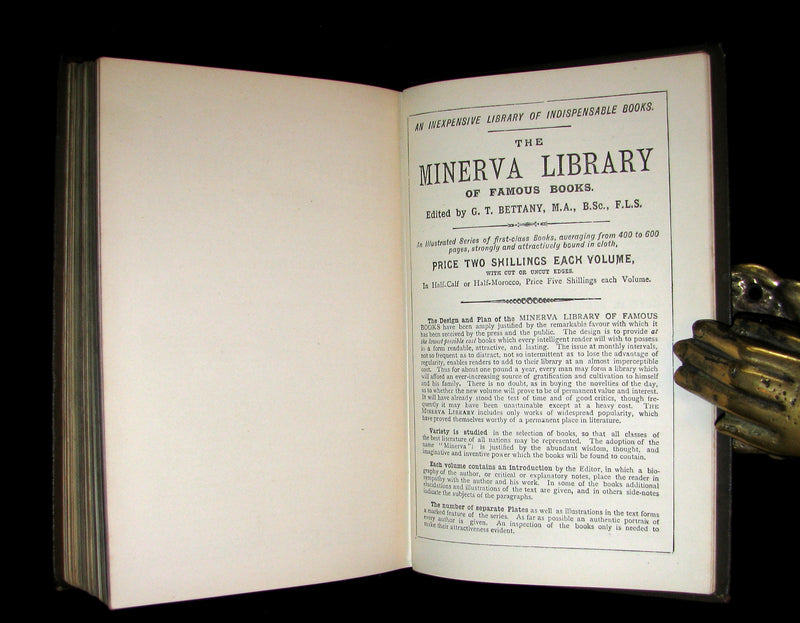 AN INEXPENSIVE LIBRARY OF INDISPENSABLE BOOKS.
THE
MINERVA LIBRARY
OF FAMOUS BOOKS.
Edited by G. T. BETTANY, M.A., B.Sc., F.L.S.
In Illustrated Series of first-class Books, averaging from 400 to 600
pages, strongly and attractively bound in cloth,
PRICE TWO SHILLINGS EACH VOLUME,
WITH CUT OR UNCUT EDGES.
In Half-Calf or Half-Morocco, Price Five Shillings each Volume.
The Design and Plan of the MINERVA LIBRARY OF FAMOUS
BOOKS have been amply justified by the remarkable favour with which it
has been received by the press and the public. The design is to provide at
the lowest possible cost books which every intelligent reader will wish to possess
in a form readable, attractive, and lasting. The issue at monthly intervals,
not so frequent as to distract, not so intermittent as to lose the advantage of
regularity, enables readers to add to their library at an almost imperceptible
cost. Thus for about one pound a year, every man may form a library which
will afford an ever-increasing source of gratification and cultivation to himself
and his family. There is no doubt, as in buying the novelties of the day,
as to whether the new volume will prove to be of permanent value and interest.
It will have already stood the test of time and of good critics, though fre-
quently it may have been unattainable except at a heavy cost. THE
MINERVA LIBRARY includes only works of widespread popularity, which
have proved themselves worthy of a permanent place in literature.
Variety is studied in the selection of books, so that all classes of
the best literature of all nations may be represented. The adoption of the
name "Minerva" is justified by the abundant wisdom, thought, and
imaginative and inventive power which the books will be found to contain.
Each volume contains an introduction by the Editor, in which a bio-
graphy of the author, or critical or explanatory notes, place the reader in
sympathy with the author and his work. In some of the books additional
elucidations and illustrations of the text are given, and in others side-notes
indicate the subjects of the paragraphs.
The number of separate Plates as well as illustrations in the text forms
a marked feature of the series. As far as possible an authentic portrait of
every author is given. An inspection of the books only is needed to
make their attractiveness evident.